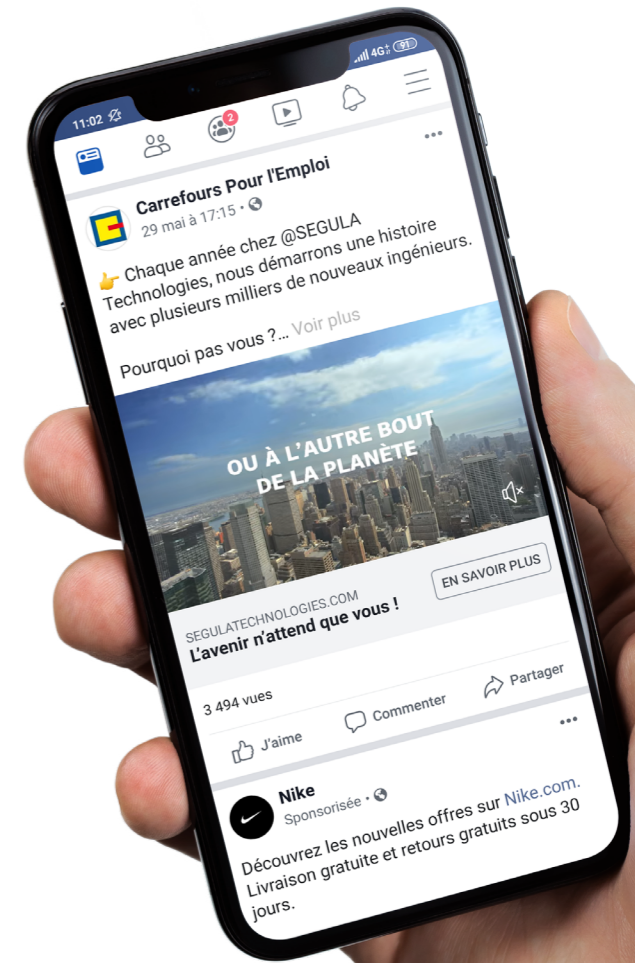 11:02
4G+ 91
2
Carrefours Pour l'Emploi
29 mai à 17:15 •
👉 Chaque année chez @SEGULA
Technologies, nous démarrons une histoire
avec plusieurs milliers de nouveaux ingénieurs.
Pourquoi pas vous ?... Voir plus
OU À L'AUTRE BOUT
DE LA PLANÈTE
SEGULATECHNOLOGIES.COM
L'avenir n'attend que vous !
EN SAVOIR PLUS
3 494 vues
J'aime
Commenter
Partager
Nike
Sponsorisée •
Découvrez les nouvelles offres sur Nike.com.
Livraison gratuite et retours gratuits sous 30
jours.